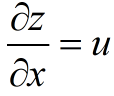 ∂z/∂x = u